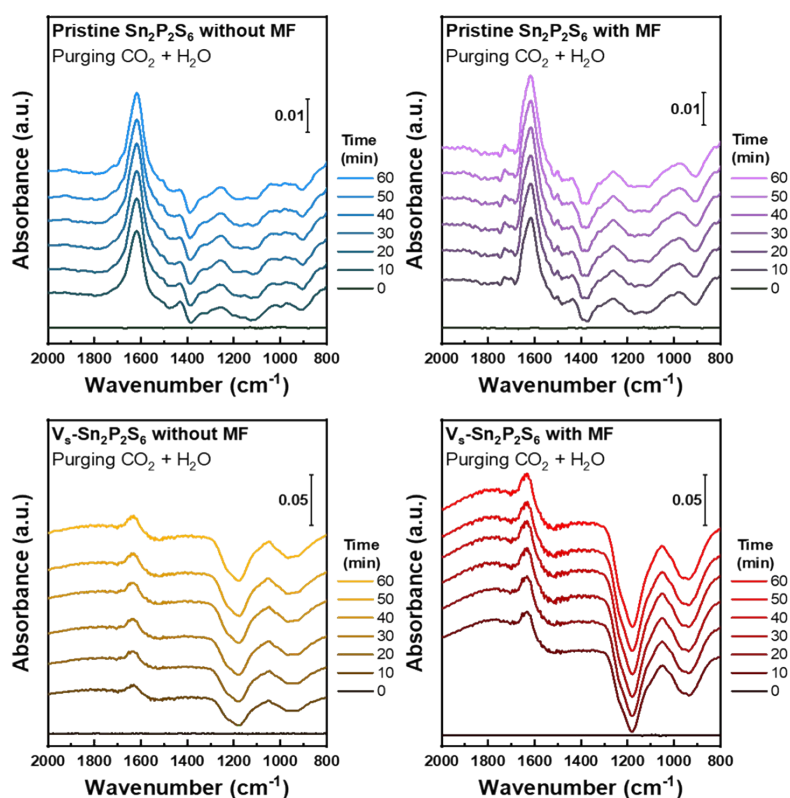 Pristine Sn₂P₂S₆ without MF
Purging CO₂ + H₂O
0.01
Time
(min)
60
50
40
30
20
10
0
Absorbance (a.u.)
2000 1800 1600 1400 1200 1000 800
Wavenumber (cm⁻¹)
Pristine Sn₂P₂S₆ with MF
Purging CO₂ + H₂O
0.01
Time
(min)
60
50
40
30
20
10
0
Absorbance (a.u.)
2000 1800 1600 1400 1200 1000 800
Wavenumber (cm⁻¹)
Vₛ-Sn₂P₂S₆ without MF
Purging CO₂ + H₂O
0.05
Time
(min)
60
50
40
30
20
10
0
Absorbance (a.u.)
2000 1800 1600 1400 1200 1000 800
Wavenumber (cm⁻¹)
Vₛ-Sn₂P₂S₆ with MF
Purging CO₂ + H₂O
0.05
Time
(min)
60
50
40
30
20
10
0
Absorbance (a.u.)
2000 1800 1600 1400 1200 1000 800
Wavenumber (cm⁻¹)